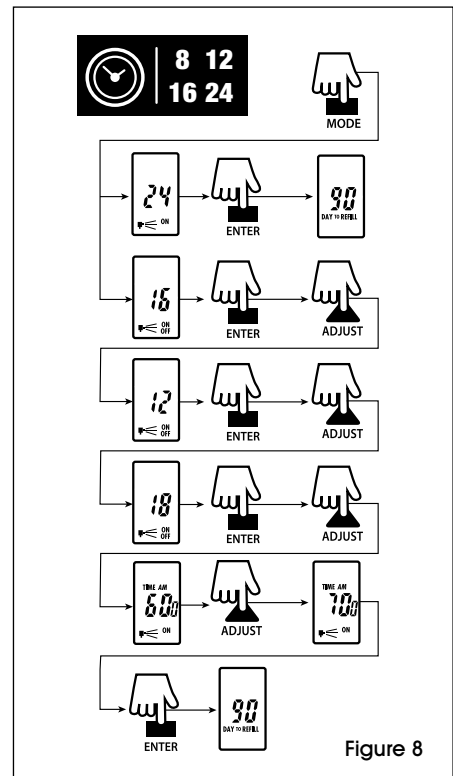 8 12
16 24
MODE
24
ON
ENTER
90
DAY TO REFILL
16
ON
OFF
ENTER
ADJUST
12
ON
OFF
ENTER
ADJUST
18
ON
OFF
ENTER
ADJUST
TIME AM
600
ON
ADJUST
TIME AM
700
ON
ENTER
90
DAY TO REFILL
Figure 8